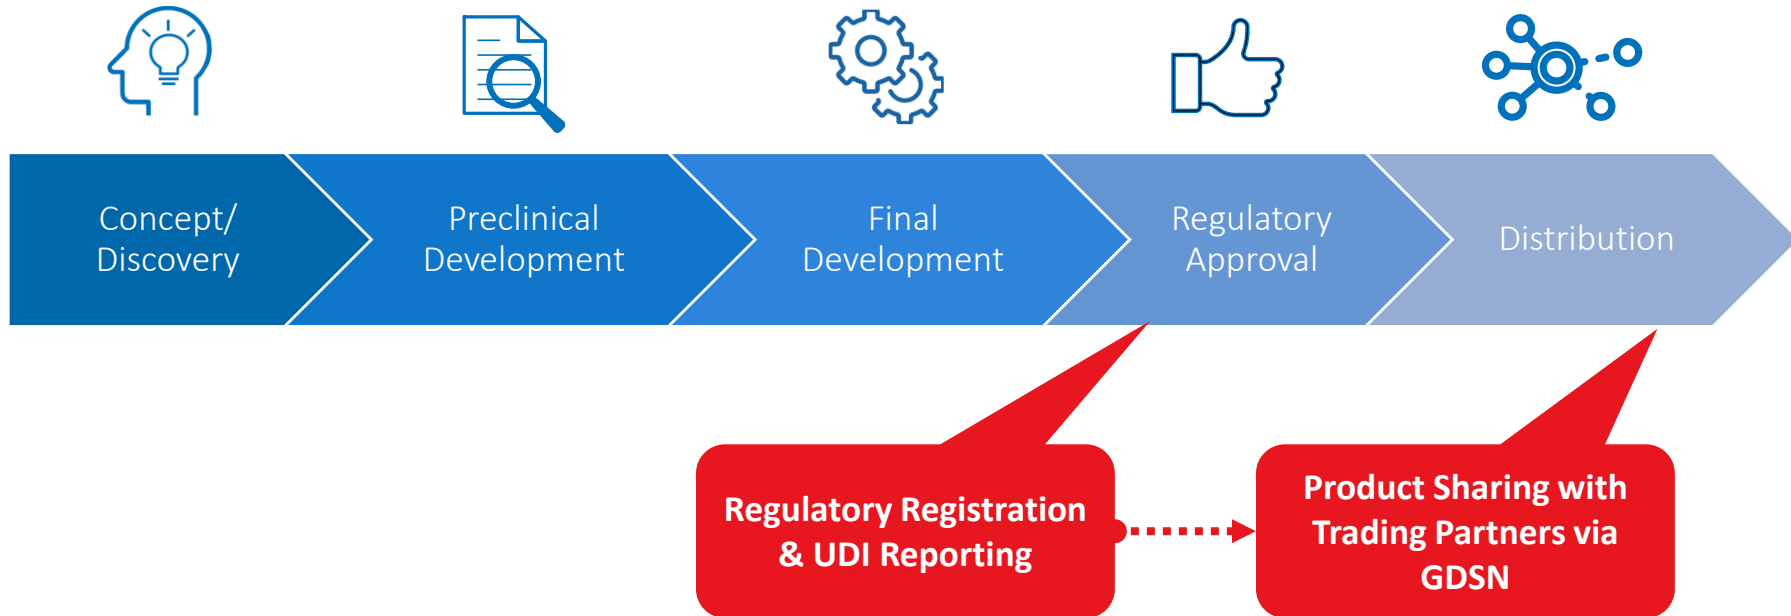 Concept/
Discovery
Preclinical
Development
Final
Development
Regulatory
Approval
Distribution
Regulatory Registration
& UDI Reporting
Product Sharing with
Trading Partners via
GDSN